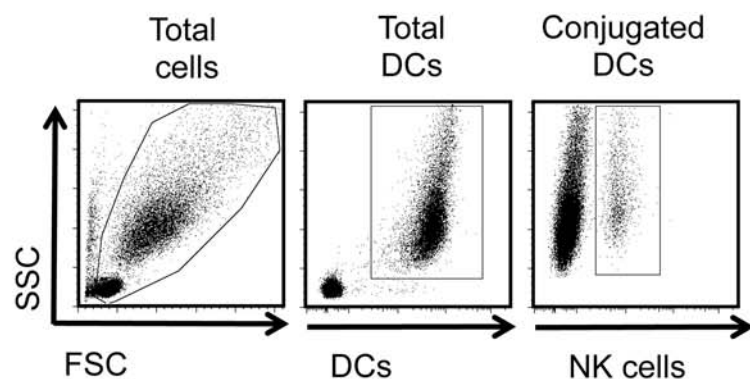 Total
cells
Total
DCs
Conjugated
DCs
SSC
FSC
DCs
NK cells